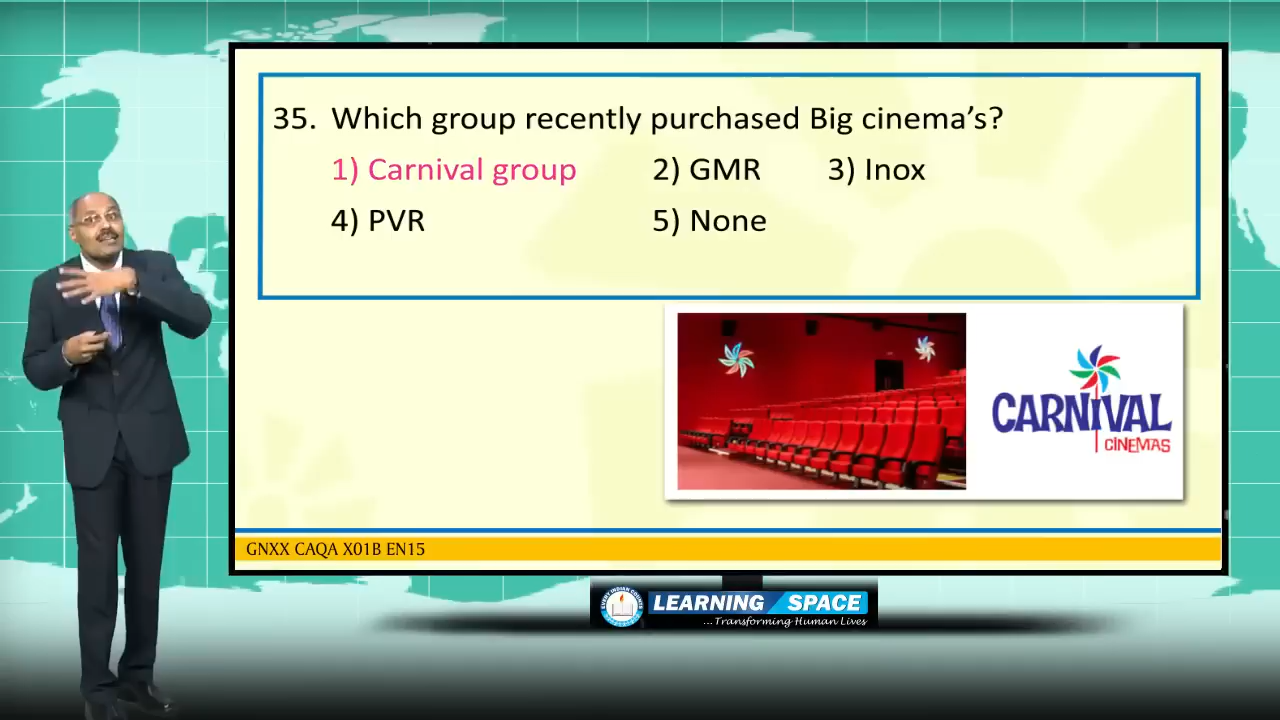 35. Which group recently purchased Big cinema's?
1) Carnival group 2) GMR 3) Inox
4) PVR 5) None
CARNIVAL
CINEMAS
GNXX CAQA X01B EN15
LEARNING SPACE
...Transforming Human Lives